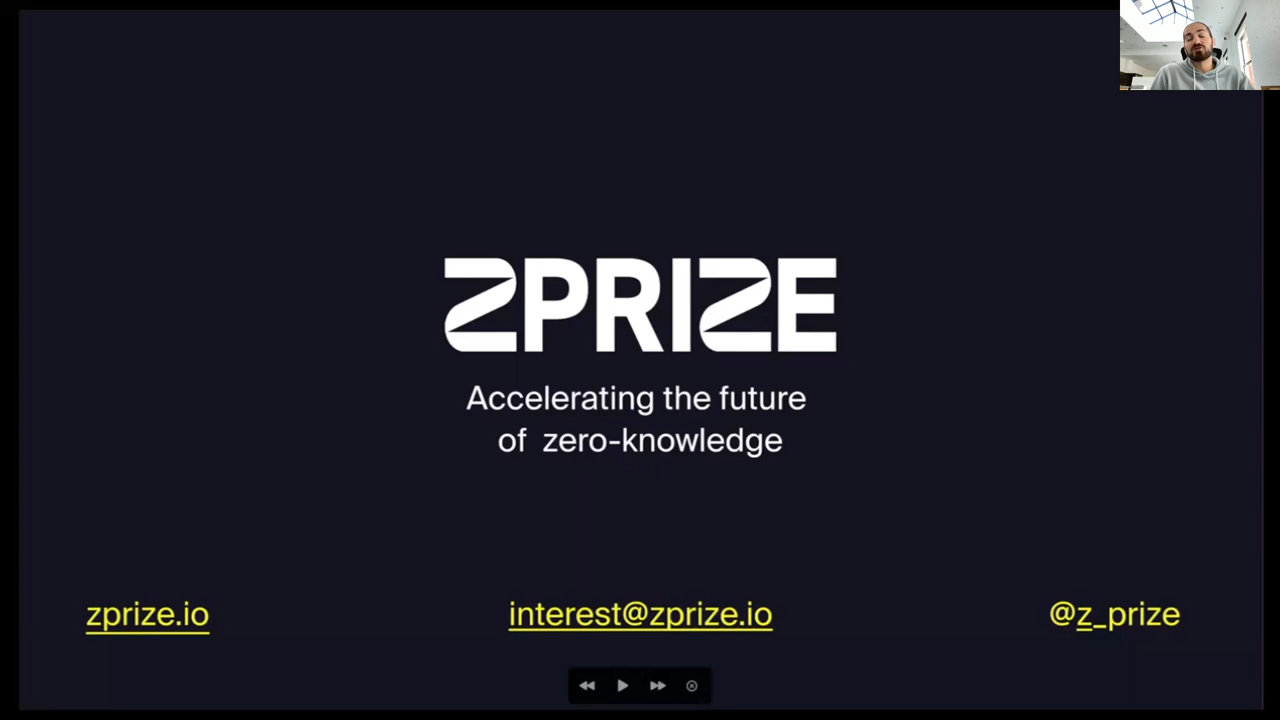 ZPRIZE
Accelerating the future
of zero-knowledge
zprize.io
interest@zprize.io
@z_prize